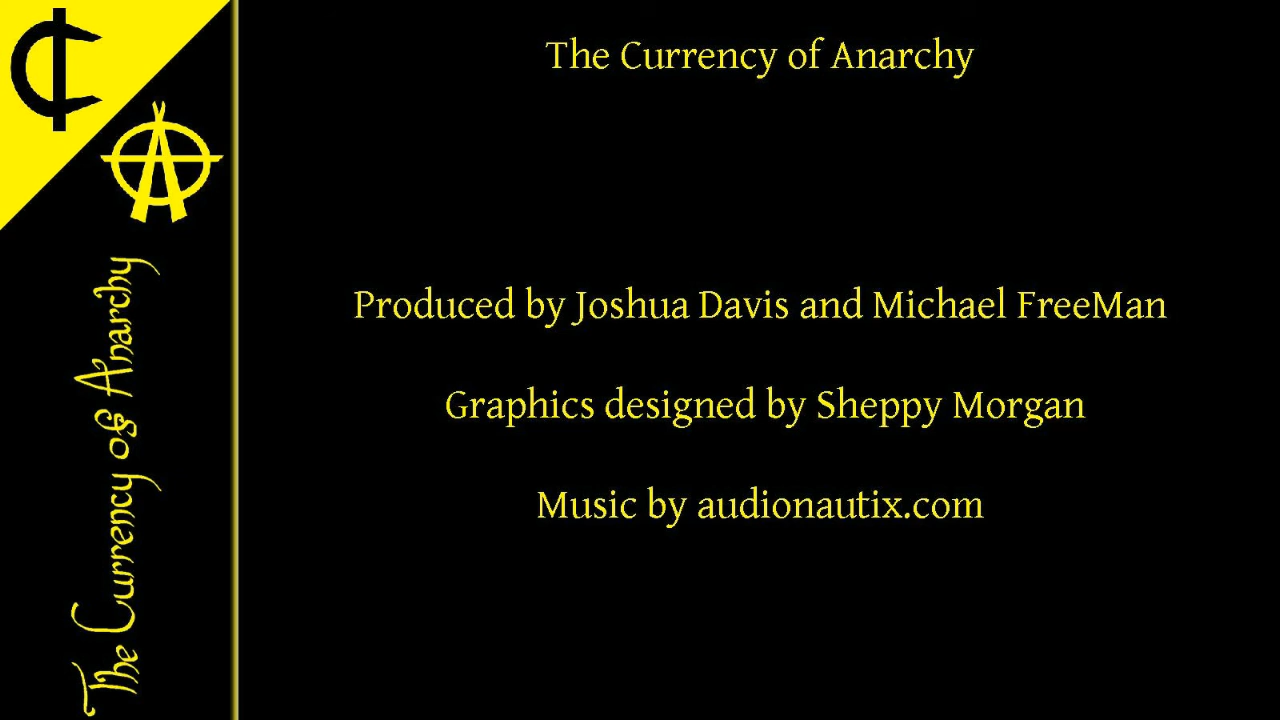 The Currency of Anarchy
Produced by Joshua Davis and Michael FreeMan
Graphics designed by Sheppy Morgan
Music by audionautix.com
The Currency of Anarchy